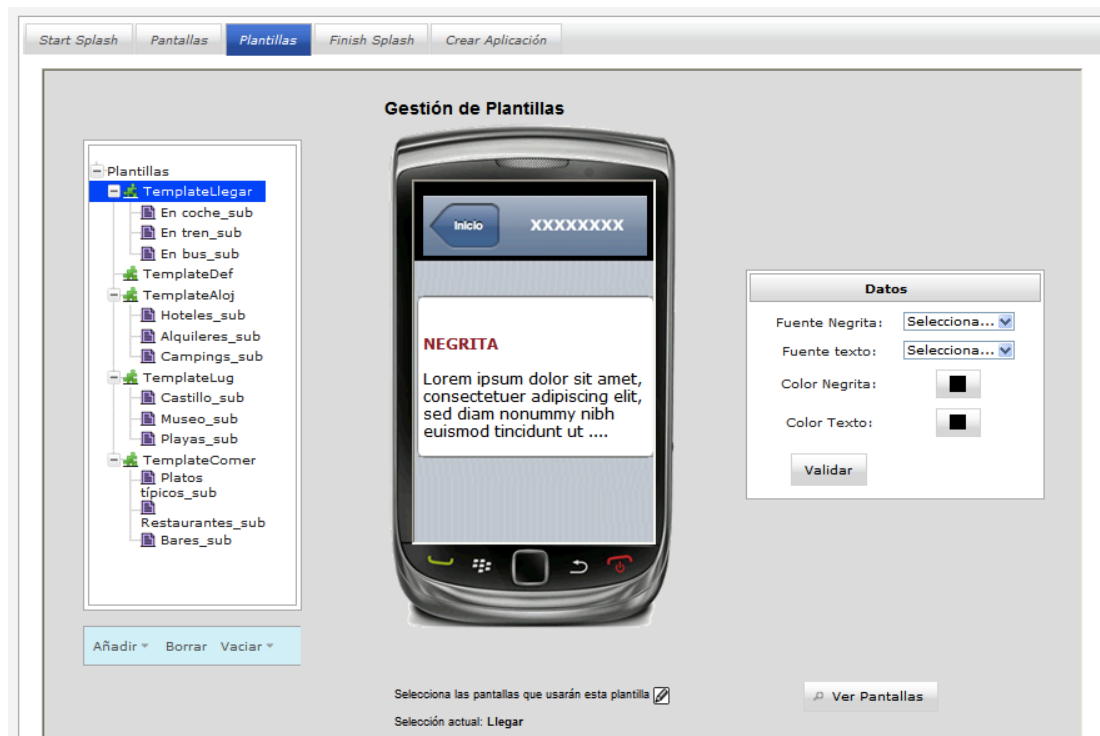 Start Splash
Pantallas
Plantillas
Finish Splash
Crear Aplicación
Gestión de Plantillas
Plantillas
TemplateLlegar
En coche_sub
En tren_sub
En bus_sub
TemplateDef
TemplateAloj
Hoteles_sub
Alquileres_sub
Campings_sub
TemplateLug
Castillo_sub
Museo_sub
Playas_sub
TemplateComer
Platos
típicos_sub
Restaurantes_sub
Bares_sub
Añadir
Borrar
Vaciar
Inicio
XXXXXXXX
NEGRITA
Lorem ipsum dolor sit amet,
consectetuer adipiscing elit,
sed diam nonummy nibh
euismod tincidunt ut ....
Datos
Fuente Negrita: Selecciona...
Fuente texto: Selecciona...
Color Negrita:
Color Texto:
Validar
Selecciona las pantallas que usarán esta plantilla
Selección actual: Llegar
Ver Pantallas